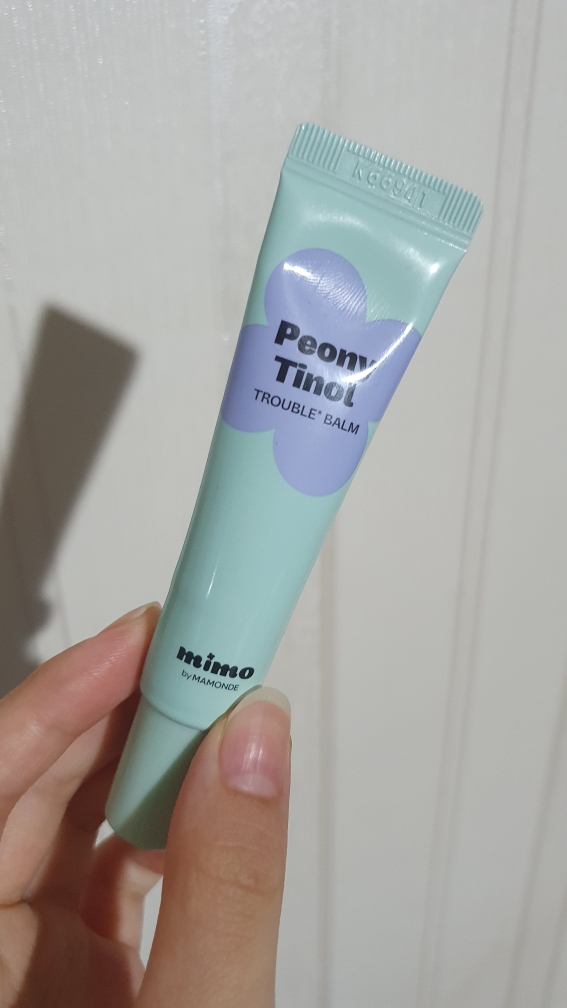 Peony
Tinol
TROUBLE* BALM
mimo
by MAMONDE